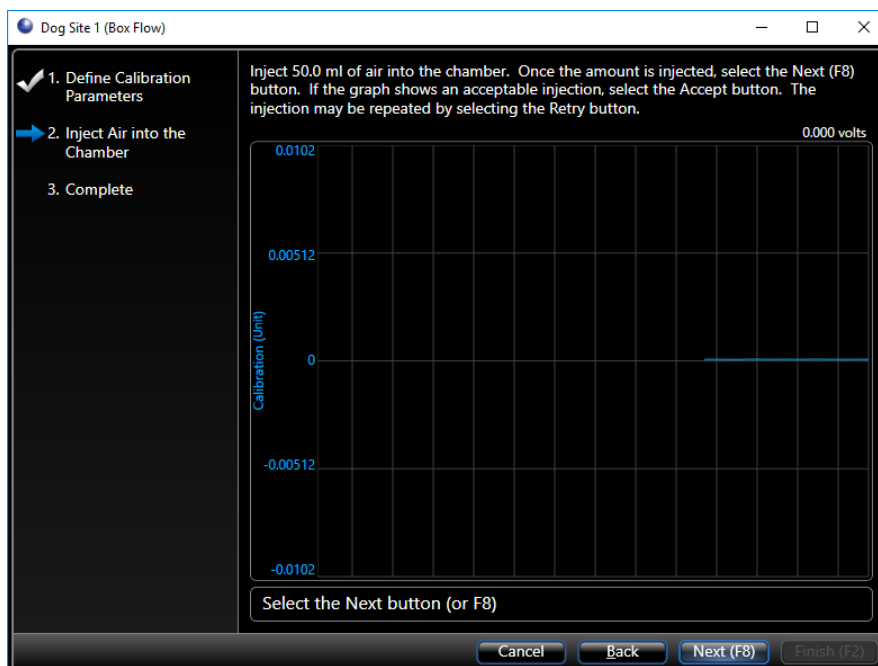 Dog Site 1 (Box Flow)
1. Define Calibration
Parameters
2. Inject Air into the
Chamber
3. Complete
Inject 50.0 ml of air into the chamber.  Once the amount is injected, select the Next (F8)
button.  If the graph shows an acceptable injection, select the Accept button.  The
injection may be repeated by selecting the Retry button.
0.000 volts
0.0102
0.00512
0
-0.00512
-0.0102
Calibration (Unit)
Select the Next button (or F8)
Cancel
Back
Next (F8)
Finish (F2)